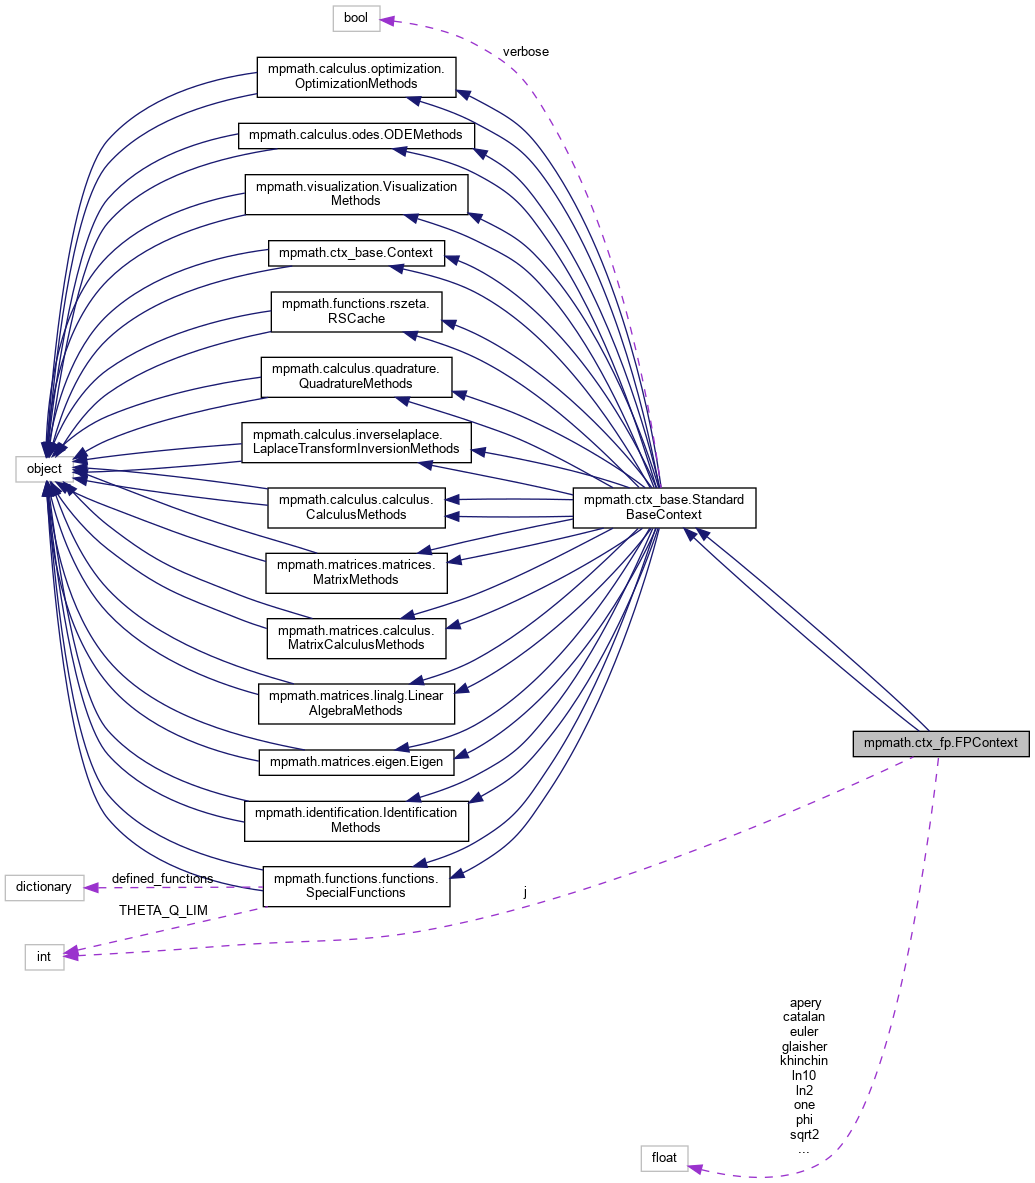 bool
verbose
mpmath.calculus.optimization.
OptimizationMethods
mpmath.calculus.odes.ODEMethods
mpmath.visualization.Visualization
Methods
mpmath.ctx_base.Context
mpmath.functions.rszeta.
RSCache
mpmath.calculus.quadrature.
QuadratureMethods
mpmath.calculus.inverselaplace.
LaplaceTransformInversionMethods
object
mpmath.calculus.calculus.
CalculusMethods
mpmath.ctx_base.Standard
BaseContext
mpmath.matrices.matrices.
MatrixMethods
mpmath.matrices.calculus.
MatrixCalculusMethods
mpmath.matrices.linalg.Linear
AlgebraMethods
mpmath.ctx_fp.FPContext
mpmath.matrices.eigen.Eigen
mpmath.identification.Identification
Methods
mpmath.functions.functions.
SpecialFunctions
defined_functions
dictionary
j
THETA_Q_LIM
int
apery
catalan
euler
glaisher
khinchin
ln10
ln2
one
phi
sqrt2
...
float